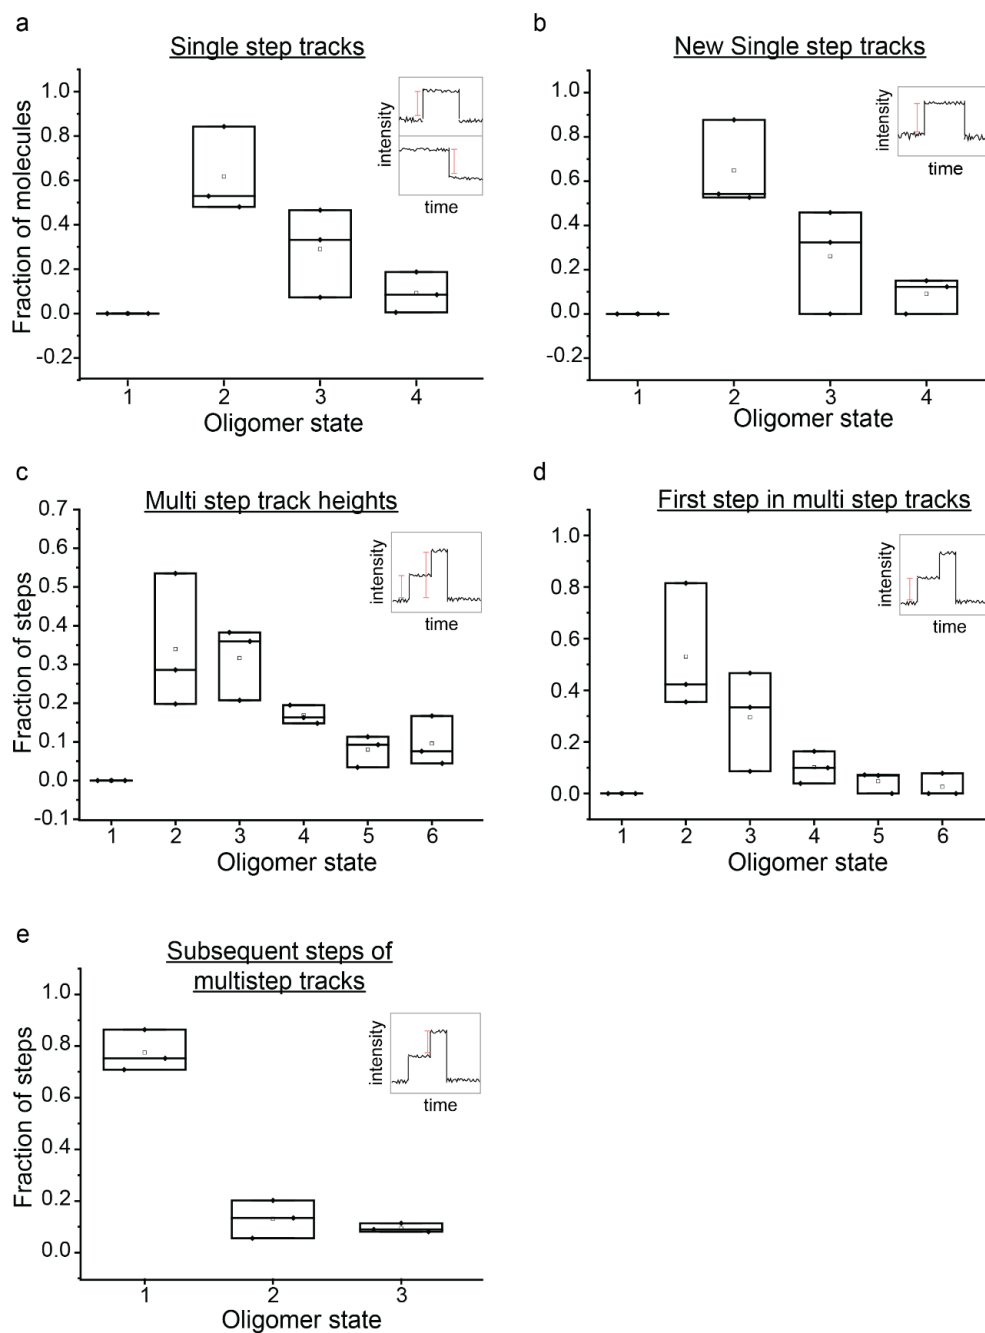 a
Single step tracks
Fraction of molecules
1.0
0.8
0.6
0.4
0.2
0.0
-0.2
1 2 3 4
Oligomer state
intensity
intensity
time
b
New Single step tracks
1.0
0.8
0.6
0.4
0.2
0.0
-0.2
1 2 3 4
Oligomer state
intensity
time
c
Multi step track heights
Fraction of steps
0.7
0.6
0.5
0.4
0.3
0.2
0.1
0.0
-0.1
1 2 3 4 5 6
Oligomer state
intensity
time
d
First step in multi step tracks
1.0
0.8
0.6
0.4
0.2
0.0
1 2 3 4 5 6
Oligomer state
intensity
time
e
Subsequent steps of
multistep tracks
Fraction of steps
1.0
0.8
0.6
0.4
0.2
0.0
1 2 3
Oligomer state
intensity
time